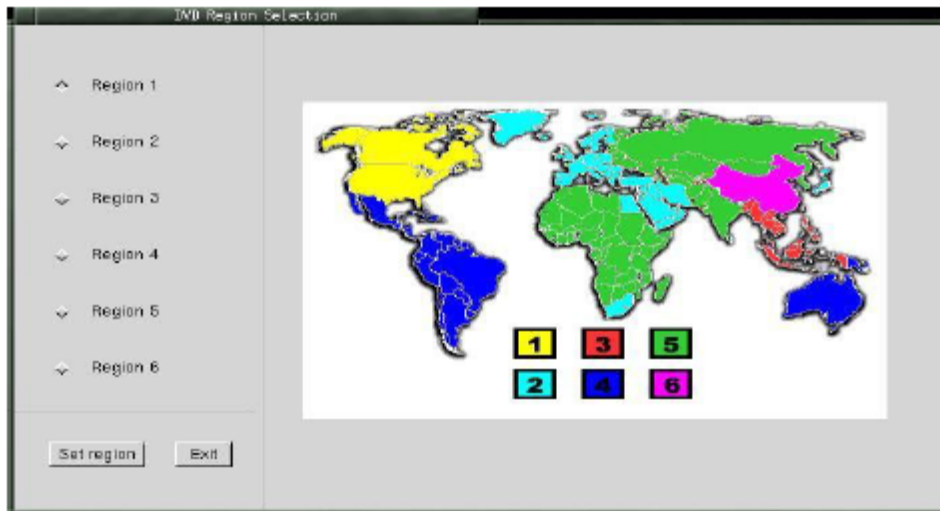 DVD Region Selection
Region 1
Region 2
Region 3
Region 4
Region 5
Region 6
1 3 5
2 4 6
Set region Exit